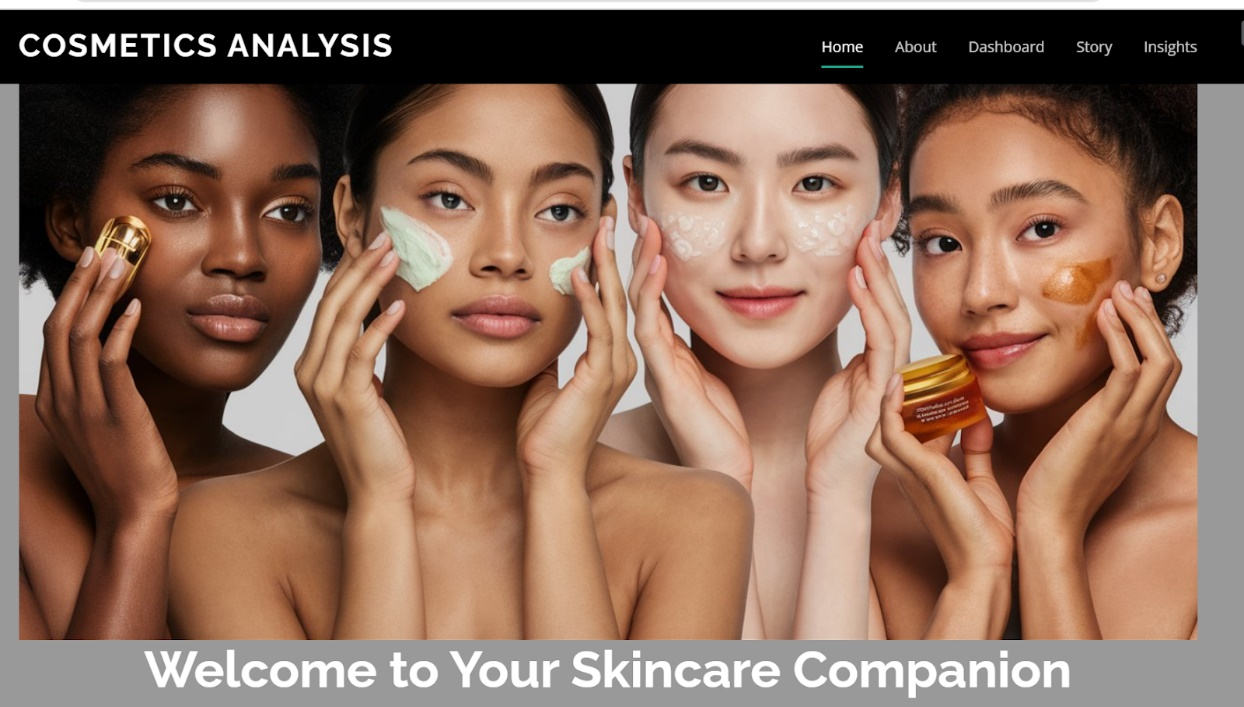 COSMETICS ANALYSIS
Home About Dashboard Story Insights
Welcome to Your Skincare Companion